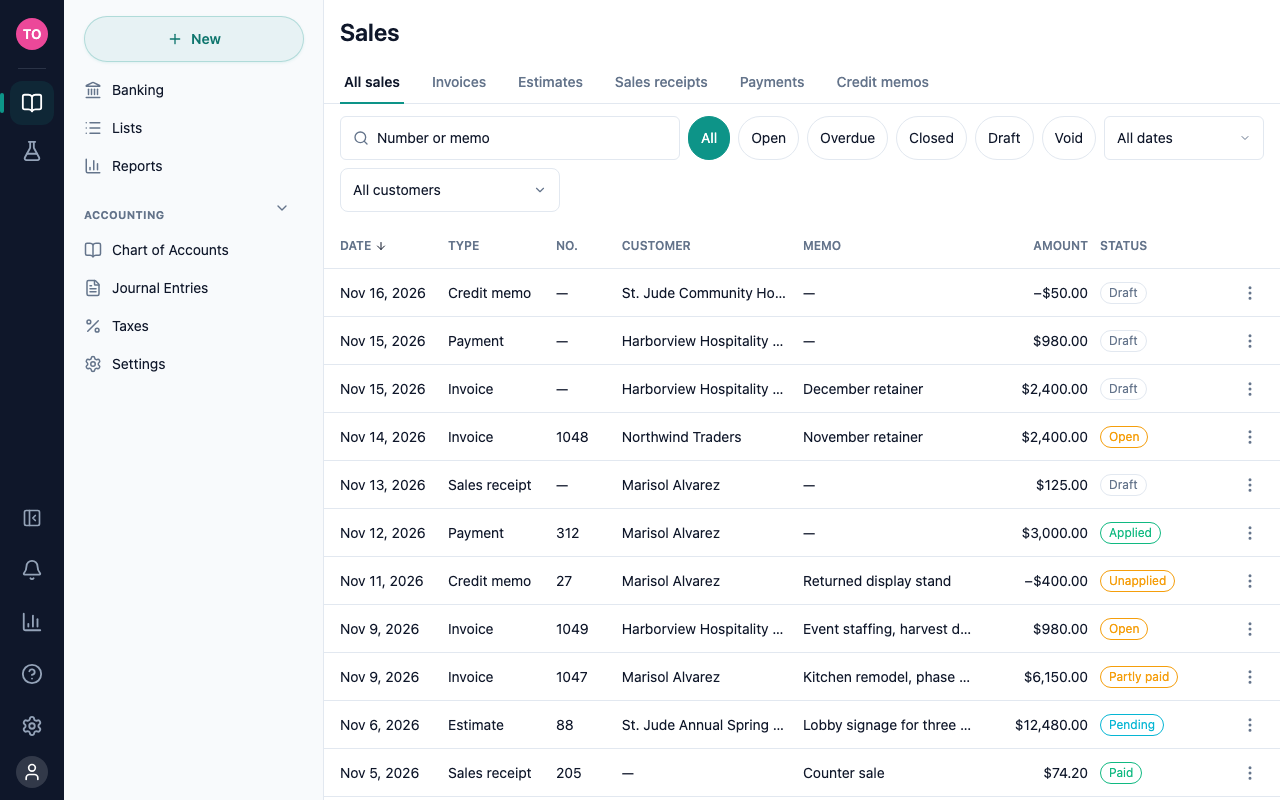 TO
New
Banking
Lists
Reports
ACCOUNTING
Chart of Accounts
Journal Entries
Taxes
Settings
Sales
All sales Invoices Estimates Sales receipts Payments Credit memos
Number or memo All Open Overdue Closed Draft Void All dates
All customers
DATE TYPE NO. CUSTOMER MEMO AMOUNT STATUS
Nov 16, 2026 Credit memo — St. Jude Community Ho... — −$50.00 Draft
Nov 15, 2026 Payment — Harborview Hospitality ... — $980.00 Draft
Nov 15, 2026 Invoice — Harborview Hospitality ... December retainer $2,400.00 Draft
Nov 14, 2026 Invoice 1048 Northwind Traders November retainer $2,400.00 Open
Nov 13, 2026 Sales receipt — Marisol Alvarez — $125.00 Draft
Nov 12, 2026 Payment 312 Marisol Alvarez — $3,000.00 Applied
Nov 11, 2026 Credit memo 27 Marisol Alvarez Returned display stand −$400.00 Unapplied
Nov 9, 2026 Invoice 1049 Harborview Hospitality ... Event staffing, harvest d... $980.00 Open
Nov 9, 2026 Invoice 1047 Marisol Alvarez Kitchen remodel, phase ... $6,150.00 Partly paid
Nov 6, 2026 Estimate 88 St. Jude Annual Spring ... Lobby signage for three ... $12,480.00 Pending
Nov 5, 2026 Sales receipt 205 — Counter sale $74.20 Paid